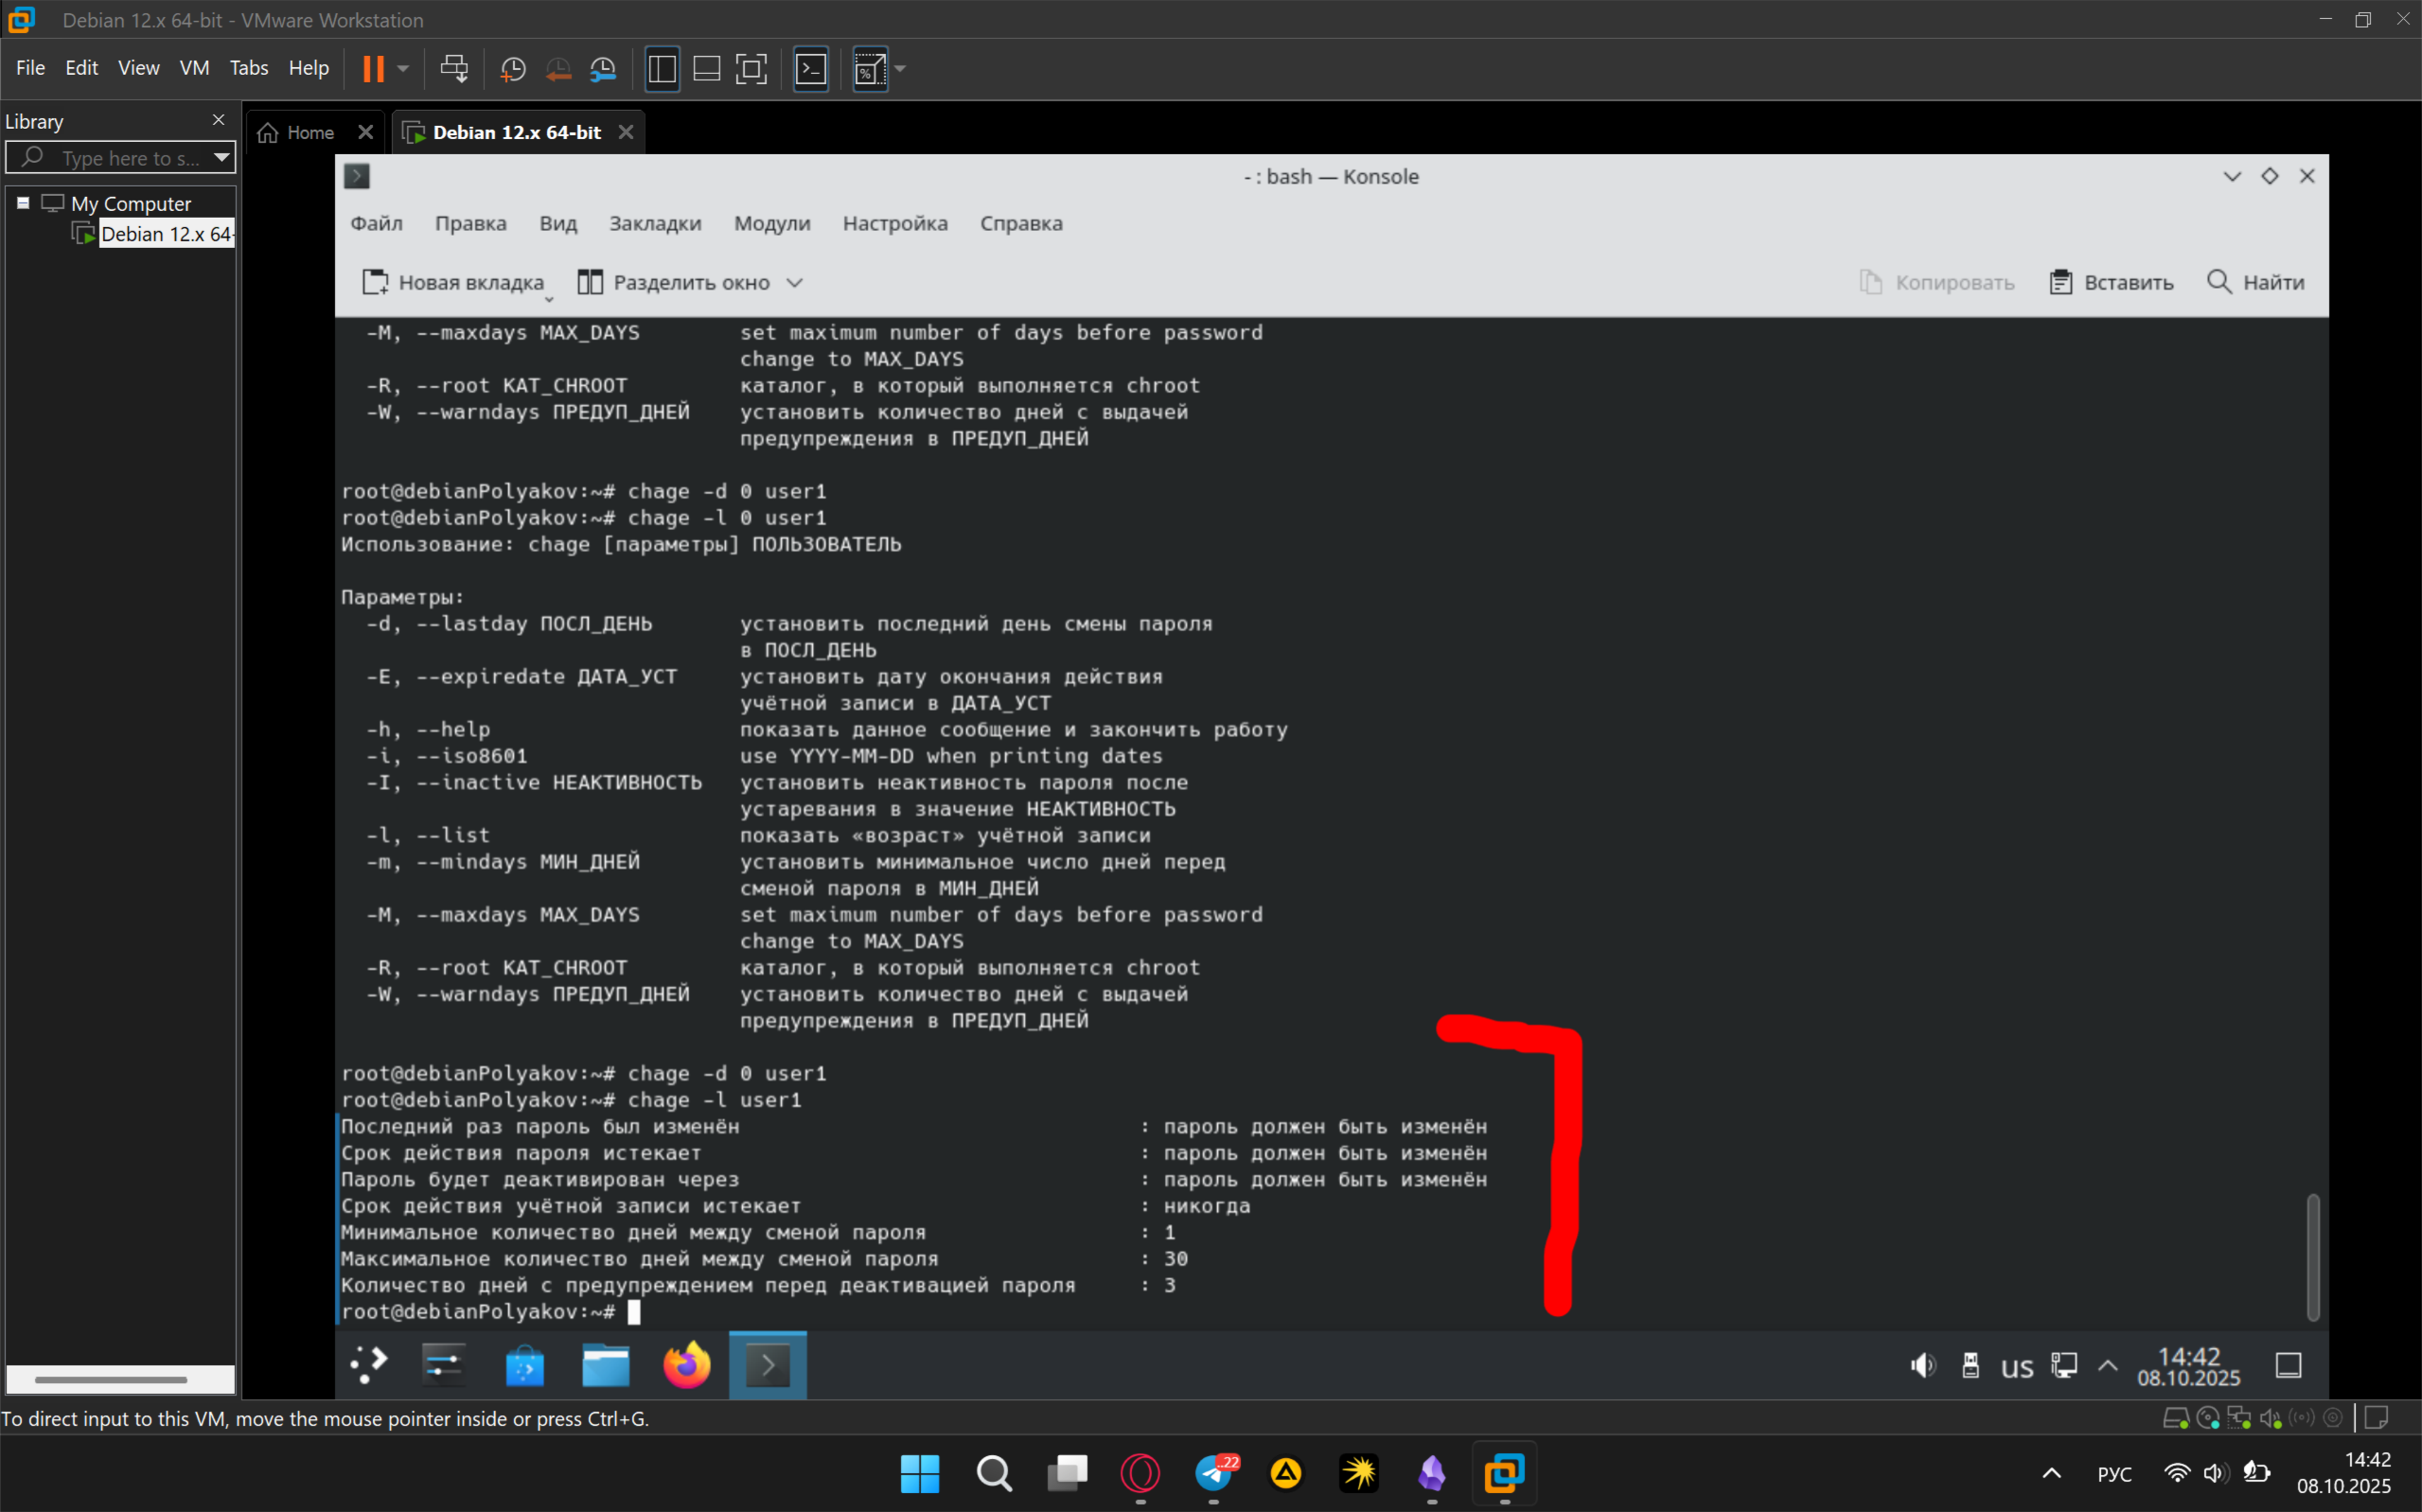 Debian 12.x 64-bit - VMware Workstation
File Edit View VM Tabs Help
Library
Type here to s...
My Computer
Debian 12.x 64-
Home
Debian 12.x 64-bit
- : bash — Konsole
Файл Правка Вид Закладки Модули Настройка Справка
Новая вкладка Разделить окно Копировать Вставить Найти
-M, --maxdays MAX_DAYS set maximum number of days before password
change to MAX_DAYS
-R, --root КАТ_CHROOT каталог, в который выполняется chroot
-W, --warndays ПРЕДУП_ДНЕЙ установить количество дней с выдачей
предупреждения в ПРЕДУП_ДНЕЙ
root@debianPolyakov:~# chage -d 0 user1
root@debianPolyakov:~# chage -l 0 user1
Использование: chage [параметры] ПОЛЬЗОВАТЕЛЬ
Параметры:
-d, --lastday ПОСЛ_ДЕНЬ установить последний день смены пароля
в ПОСЛ_ДЕНЬ
-E, --expiredate ДАТА_УСТ установить дату окончания действия
учётной записи в ДАТА_УСТ
-h, --help показать данное сообщение и закончить работу
-i, --iso8601 use YYYY-MM-DD when printing dates
-I, --inactive НЕАКТИВНОСТЬ установить неактивность пароля после
устаревания в значение НЕАКТИВНОСТЬ
-l, --list показать «возраст» учётной записи
-m, --mindays МИН_ДНЕЙ установить минимальное число дней перед
сменой пароля в МИН_ДНЕЙ
-M, --maxdays MAX_DAYS set maximum number of days before password
change to MAX_DAYS
-R, --root КАТ_CHROOT каталог, в который выполняется chroot
-W, --warndays ПРЕДУП_ДНЕЙ установить количество дней с выдачей
предупреждения в ПРЕДУП_ДНЕЙ
root@debianPolyakov:~# chage -d 0 user1
root@debianPolyakov:~# chage -l user1
Последний раз пароль был изменён : пароль должен быть изменён
Срок действия пароля истекает : пароль должен быть изменён
Пароль будет деактивирован через : пароль должен быть изменён
Срок действия учётной записи истекает : никогда
Минимальное количество дней между сменой пароля : 1
Максимальное количество дней между сменой пароля : 30
Количество дней с предупреждением перед деактивацией пароля : 3
root@debianPolyakov:~#
us 14:42
08.10.2025
To direct input to this VM, move the mouse pointer inside or press Ctrl+G.
..22
РУС
14:42
08.10.2025